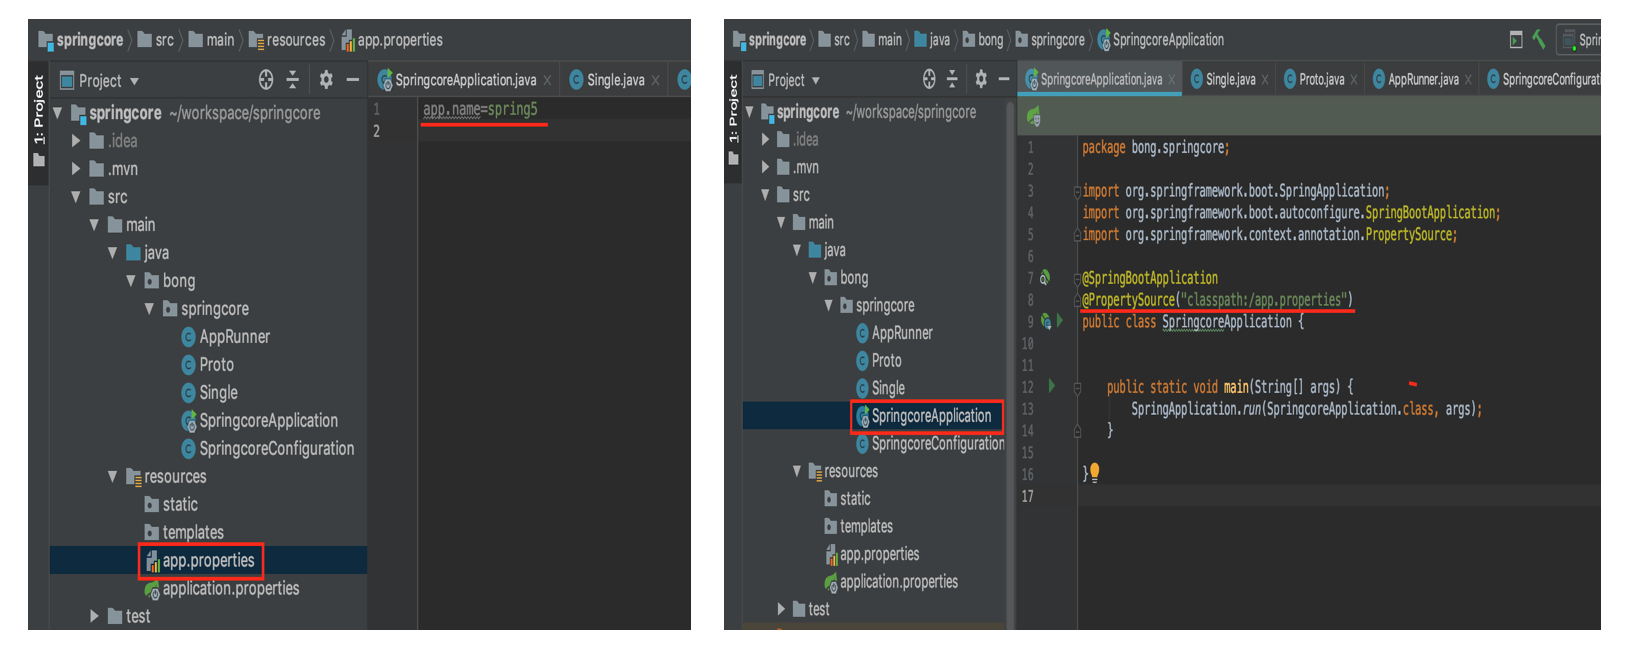 springcore src main resources app.properties
Project
SpringcoreApplication.java Single.java
1: Project
springcore ~/workspace/springcore
.idea
.mvn
src
main
java
bong
springcore
AppRunner
Proto
Single
SpringcoreApplication
SpringcoreConfiguration
resources
static
templates
app.properties
application.properties
test
1 app.name=spring5
2
springcore src main java bong springcore SpringcoreApplication
Project
SpringcoreApplication.java Single.java Proto.java AppRunner.java SpringcoreConfigurati
1: Project
springcore ~/workspace/springcore
.idea
.mvn
src
main
java
bong
springcore
AppRunner
Proto
Single
SpringcoreApplication
SpringcoreConfiguration
resources
static
templates
app.properties
application.properties
test
1 package bong.springcore;
2
3 import org.springframework.boot.SpringApplication;
4 import org.springframework.boot.autoconfigure.SpringBootApplication;
5 import org.springframework.context.annotation.PropertySource;
6
7 @SpringBootApplication
8 @PropertySource("classpath:/app.properties")
9 public class SpringcoreApplication {
10
11
12 public static void main(String[] args) {
13 SpringApplication.run(SpringcoreApplication.class, args);
14 }
15
16 }
17